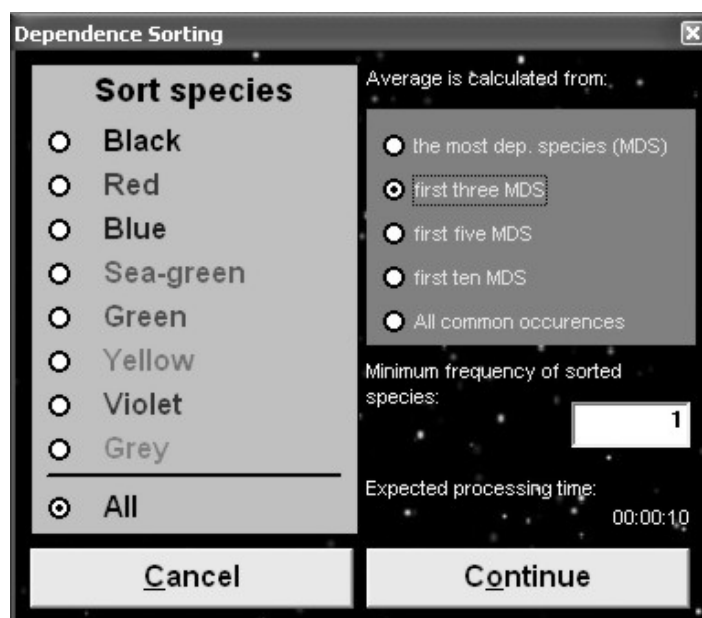 Dependence Sorting
Sort species
Black
Red
Blue
Sea-green
Green
Yellow
Violet
Grey
All
Average is calculated from:
the most dep. species (MDS)
first three MDS
first five MDS
first ten MDS
All common occurences
Minimum frequency of sorted
species:
1
Expected processing time:
00:00:10
Cancel
Continue